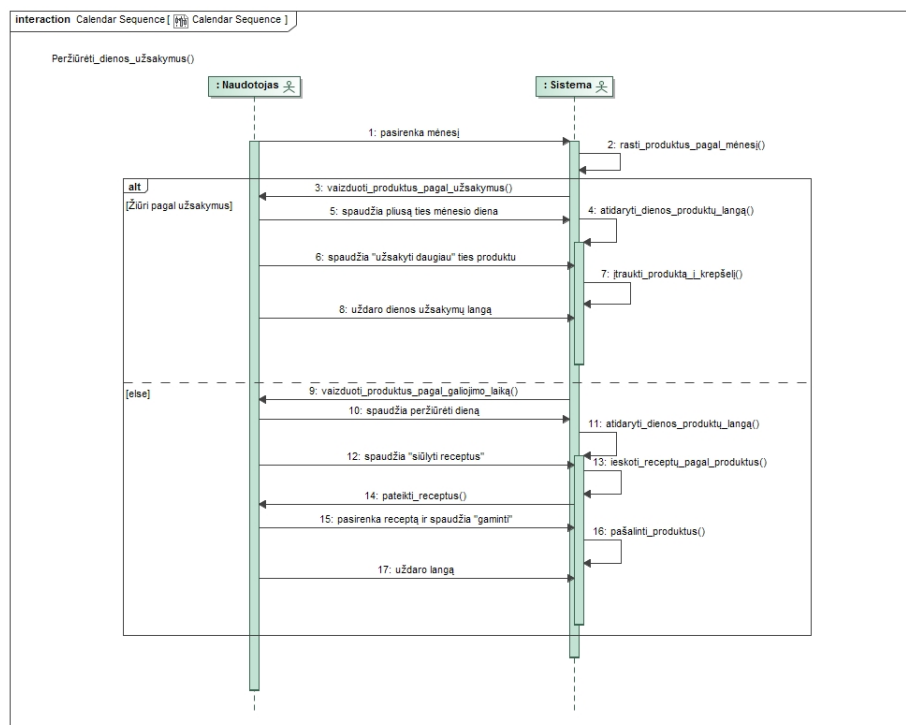 interaction Calendar Sequence [ Calendar Sequence ]
Peržiūrėti_dienos_užsakymus()
: Naudotojas
: Sistema
1: pasirenka mėnesį
2: rasti_produktus_pagal_mėnesį()
alt
3: vaizduoti_produktus_pagal_užsakymus()
[Žiūri pagal užsakymus]
5: spaudžia pliusą ties mėnesio diena
4: atidaryti_dienos_produktų_langą()
6: spaudžia "užsakyti daugiau" ties produktu
7: įtraukti_produktą_į_krepšelį()
8: uždaro dienos užsakymų langą
[else]
9: vaizduoti_produktus_pagal_galiojimo_laiką()
10: spaudžia peržiūrėti dieną
11: atidaryti_dienos_produktų_langą()
12: spaudžia "siūlyti receptus"
13: ieskoti_receptų_pagal_produktus()
14: pateikti_receptus()
15: pasirenka receptą ir spaudžia "gaminti"
16: pašalinti_produktus()
17: uždaro langą